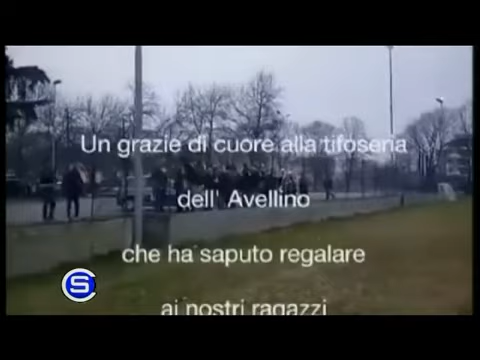 Un grazie di cuore alla tifoseria
dell' Avellino
che ha saputo regalare
ai nostri ragazzi
S